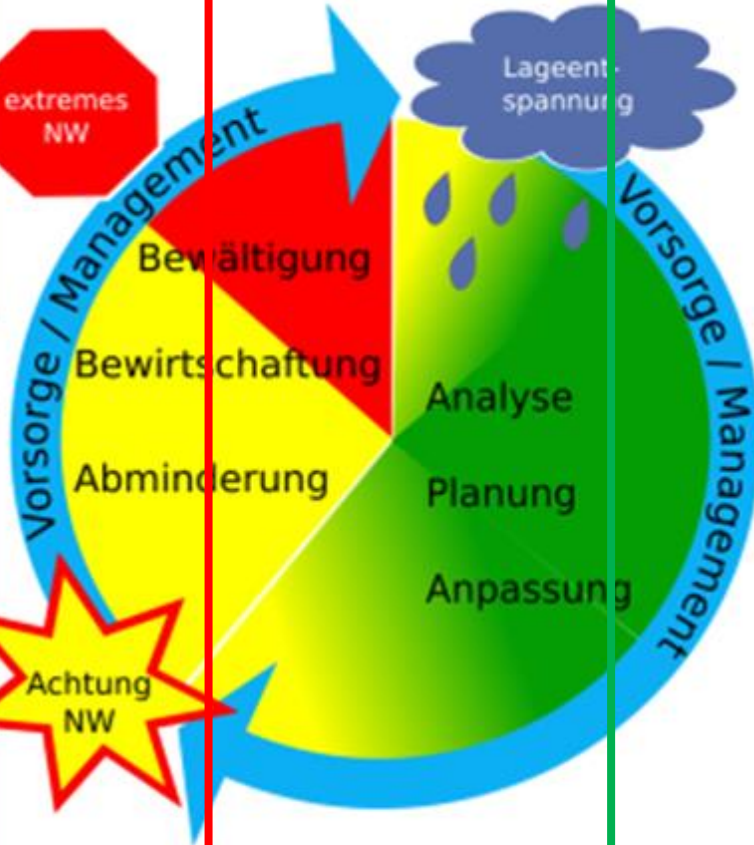 extremes
NW
Lageent-
spannung
Vorsorge / Management
Vorsorge / Management
Bewältigung
Bewirtschaftung
Abminderung
Analyse
Planung
Anpassung
Achtung
NW